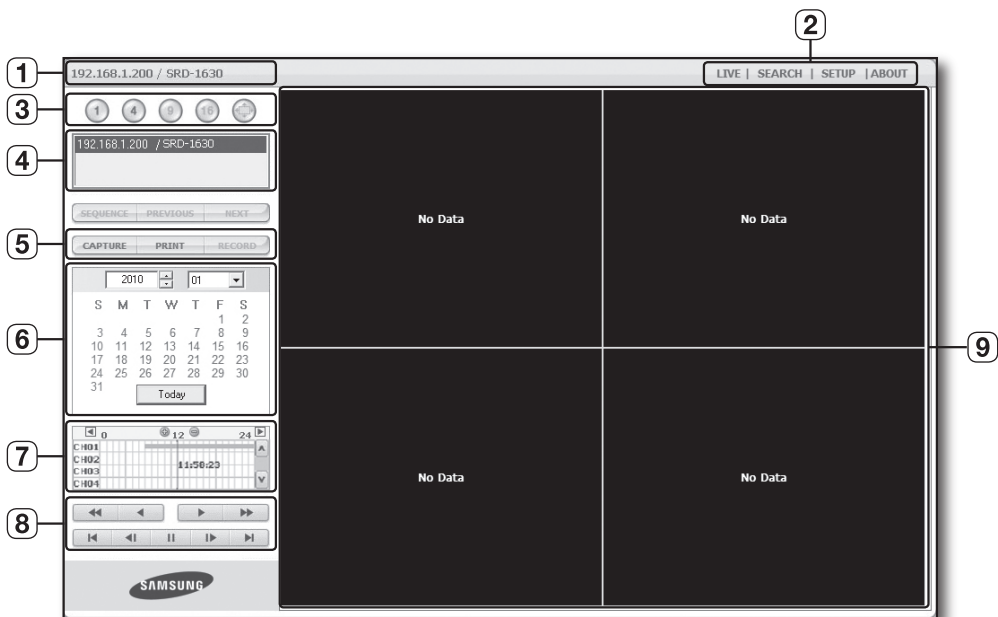 2
1
192.168.1.200 / SRD-1630
LIVE | SEARCH | SETUP |ABOUT
3
1 4 9 16
4
192.168.1.200 /SRD-1630
SEQUENCE PREVIOUS NEXT
5
CAPTURE PRINT RECORD
6
2010 01
S M T W T F S
1 2
3 4 5 6 7 8 9
10 11 12 13 14 15 16
17 18 19 20 21 22 23
24 25 26 27 28 29 30
31
Today
7
0 12 24
CH01
CH02
11:58:23
CH03
CH04
8
SAMSUNG
No Data
No Data
9
No Data
No Data